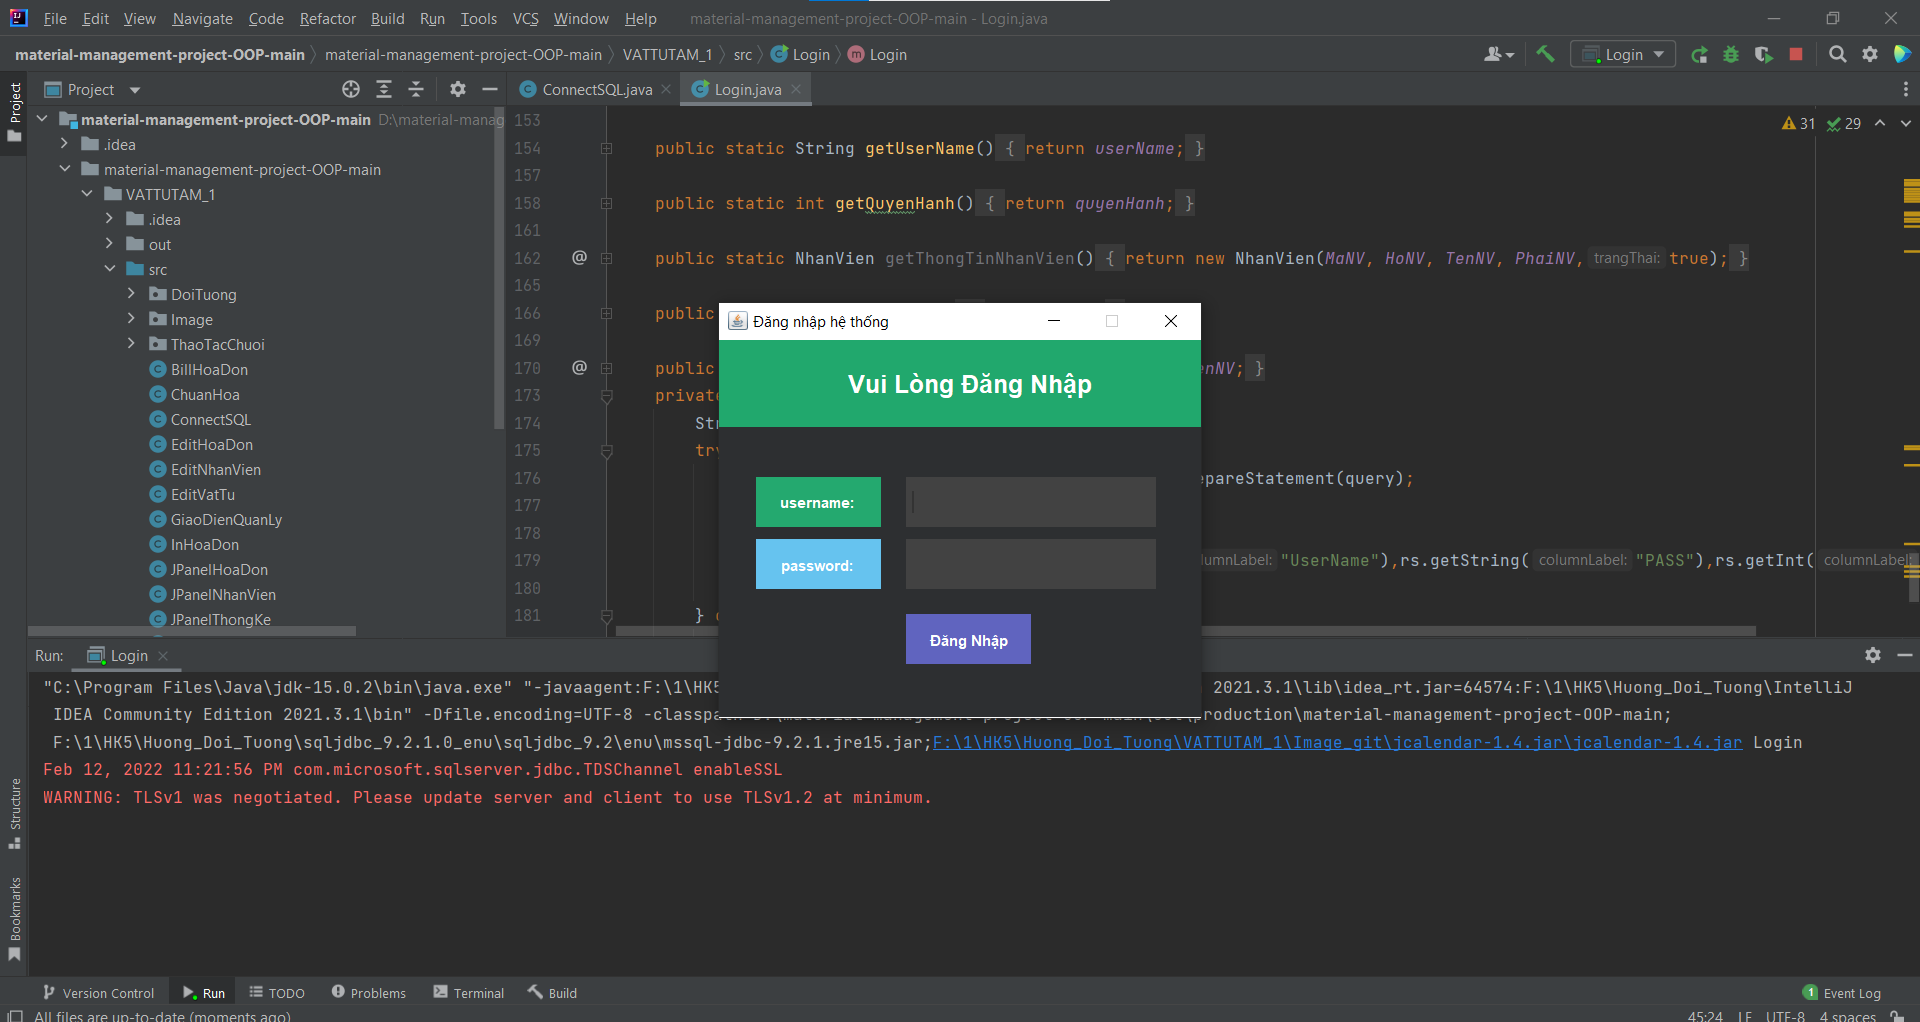 File Edit View Navigate Code Refactor Build Run Tools VCS Window Help material-management-project-OOP-main - Login.java
material-management-project-OOP-main material-management-project-OOP-main VATTUTAM_1 src Login Login
Login
Project
Project
ConnectSQL.java
Login.java
material-management-project-OOP-main D:\material-manag
.idea
material-management-project-OOP-main
VATTUTAM_1
.idea
out
src
DoiTuong
Image
ThaoTacChuoi
BillHoaDon
ChuanHoa
ConnectSQL
EditHoaDon
EditNhanVien
EditVatTu
GiaoDienQuanLy
InHoaDon
JPanelHoaDon
JPanelNhanVien
JPanelThongKe
31 29
153
154 public static String getUserName() { return userName; }
157
158 public static int getQuyenHanh() { return quyenHanh; }
161
162 @ public static NhanVien getThongTinNhanVien() { return new NhanVien(MaNV, HoNV, TenNV, PhaiNV, trangThai: true); }
165
166 public
169
170 @ public enNV; }
173 private
174 Str
175 try
176 epareStatement(query);
177
178
179 lumnLabel: "UserName"),rs.getString( columnLabel: "PASS"),rs.getInt( columnLabel
180
181 }
Đăng nhập hệ thống
Vui Lòng Đăng Nhập
username:
password:
Đăng Nhập
Run: Login
"C:\Program Files\Java\jdk-15.0.2\bin\java.exe" "-javaagent:F:\1\HK5 2021.3.1\lib\idea_rt.jar=64574:F:\1\HK5\Huong_Doi_Tuong\IntelliJ
IDEA Community Edition 2021.3.1\bin" -Dfile.encoding=UTF-8 production\material-management-project-OOP-main;
F:\1\HK5\Huong_Doi_Tuong\sqljdbc_9.2.1.0_enu\sqljdbc_9.2\enu\mssql-jdbc-9.2.1.jre15.jar;F:\1\HK5\Huong_Doi_Tuong\VATTUTAM_1\Image_git\jcalendar-1.4.jar\jcalendar-1.4.jar Login
Feb 12, 2022 11:21:56 PM com.microsoft.sqlserver.jdbc.TDSChannel enableSSL
WARNING: TLSv1 was negotiated. Please update server and client to use TLSv1.2 at minimum.
Structure
Bookmarks
Version Control Run TODO Problems Terminal Build 1 Event Log
All files are up-to-date (moments ago) 45:24 LF UTF-8 4 spaces